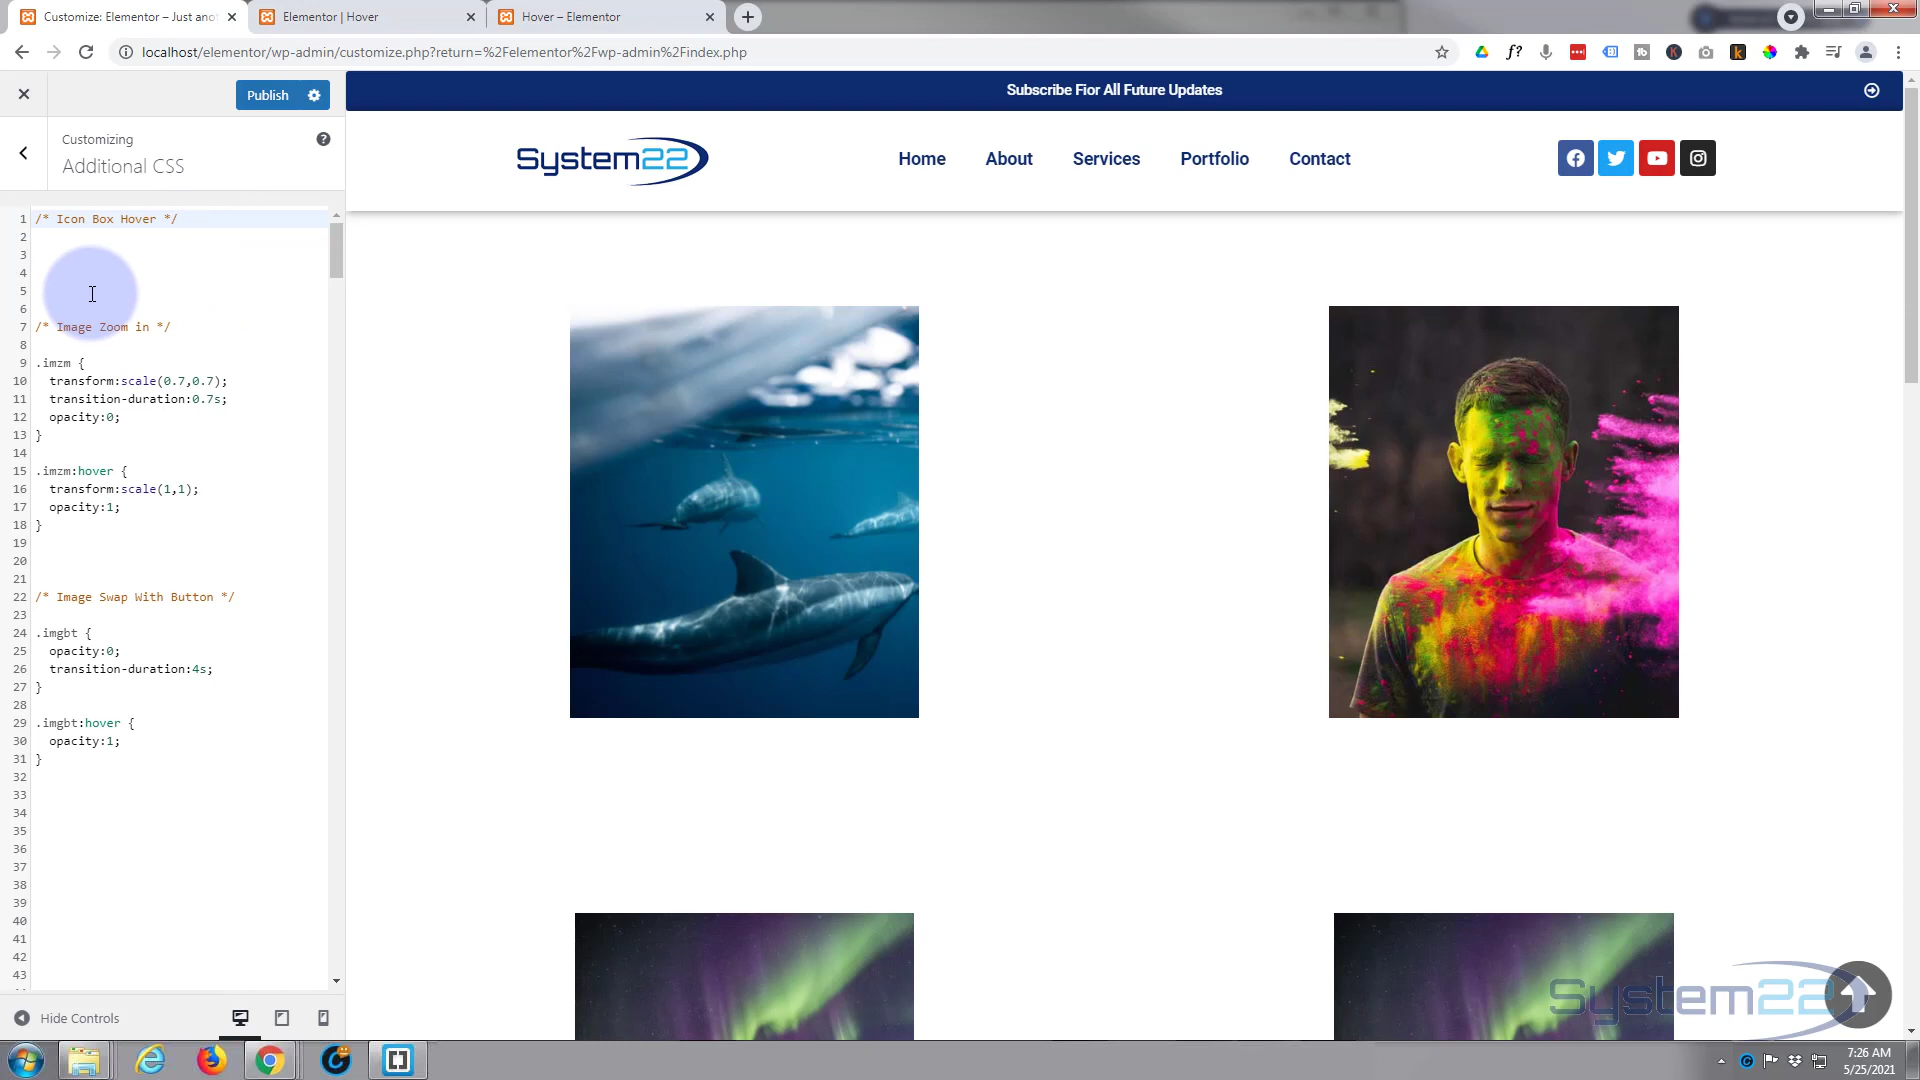 Customize: Elementor – Just anot
Elementor | Hover
Hover – Elementor
localhost/elementor/wp-admin/customize.php?return=%2Felementor%2Fwp-admin%2Findex.php
Publish
Customizing
Additional CSS
1 /* Icon Box Hover */
2
3
4
5
6
7 /* Image Zoom in */
8
9 .imzm {
10 transform:scale(0.7,0.7);
11 transition-duration:0.7s;
12 opacity:0;
13 }
14
15 .imzm:hover {
16 transform:scale(1,1);
17 opacity:1;
18 }
19
20
21
22 /* Image Swap With Button */
23
24 .imgbt {
25 opacity:0;
26 transition-duration:4s;
27 }
28
29 .imgbt:hover {
30 opacity:1;
31 }
32
33
34
35
36
37
38
39
40
41
42
43
Hide Controls
Subscribe Fior All Future Updates
System22
Home
About
Services
Portfolio
Contact
System22
7:26 AM
5/25/2021